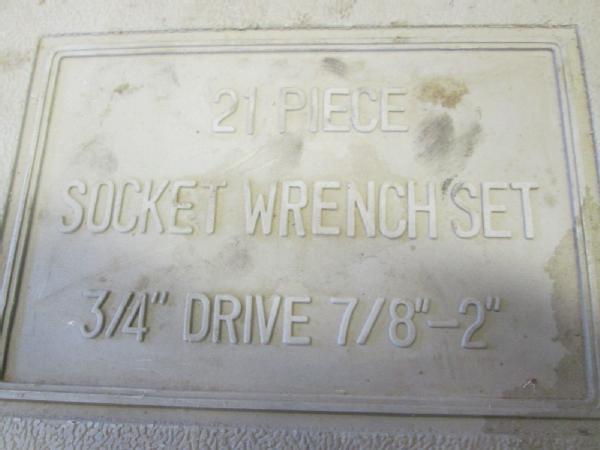 21 PIECE
SOCKET WRENCH SET
3/4" DRIVE 7/8"-2"